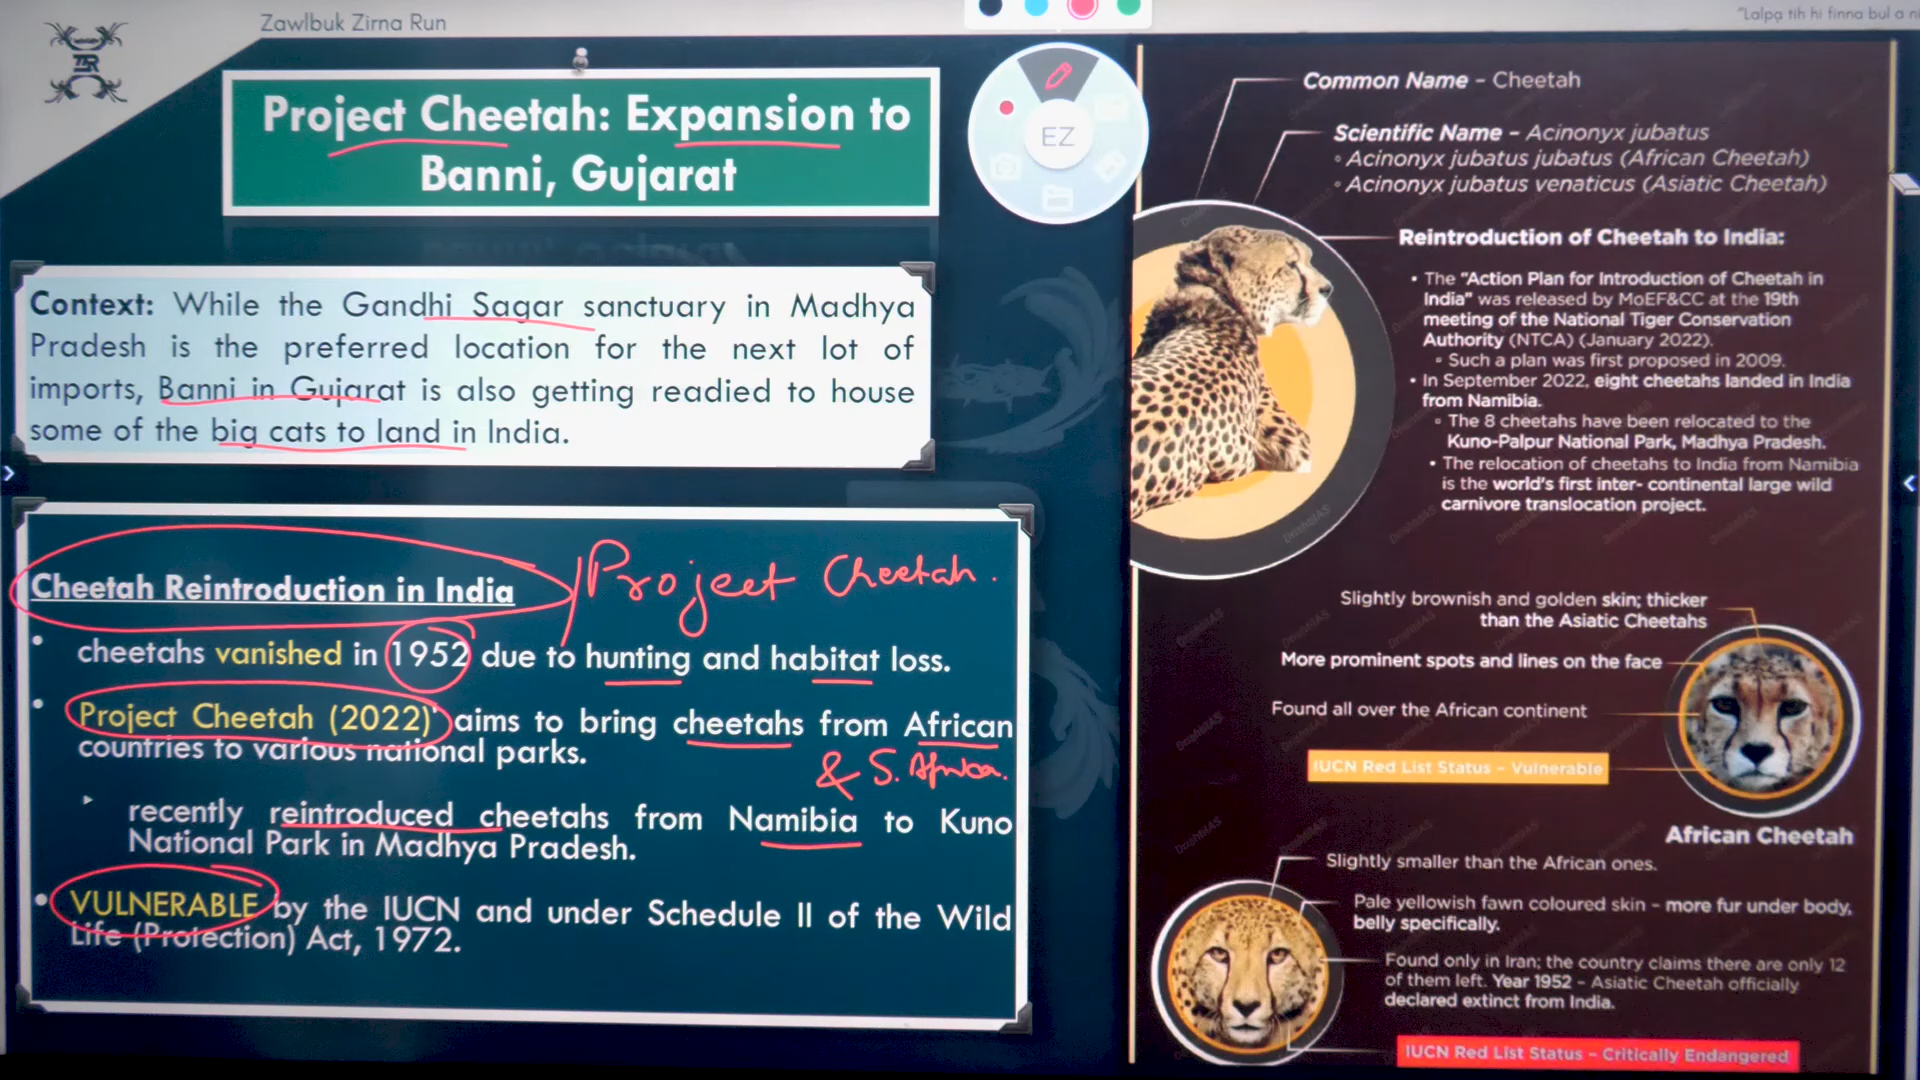 Zawlbuk Zirna Run
"Lalpa tih hi finna bul a ni
TSR
Project Cheetah: Expansion to
Banni, Gujarat
EZ
Context: While the Gandhi Sagar sanctuary in Madhya
Pradesh is the preferred location for the next lot of
imports, Banni in Gujarat is also getting readied to house
some of the big cats to land in India.
Cheetah Reintroduction in India
Project Cheetah.
• cheetahs vanished in 1952 due to hunting and habitat loss.
• Project Cheetah (2022) aims to bring cheetahs from African
countries to various national parks.
& S. Africa.
recently reintroduced cheetahs from Namibia to Kuno
National Park in Madhya Pradesh.
• VULNERABLE by the IUCN and under Schedule II of the Wild
Life (Protection) Act, 1972.
Common Name – Cheetah
Scientific Name – Acinonyx jubatus
◦ Acinonyx jubatus jubatus (African Cheetah)
◦ Acinonyx jubatus venaticus (Asiatic Cheetah)
Reintroduction of Cheetah to India:
• The "Action Plan for Introduction of Cheetah in
India" was released by MoEF&CC at the 19th
meeting of the National Tiger Conservation
Authority (NTCA) (January 2022).
◦ Such a plan was first proposed in 2009.
• In September 2022, eight cheetahs landed in India
from Namibia.
◦ The 8 cheetahs have been relocated to the
Kuno-Palpur National Park, Madhya Pradesh.
• The relocation of cheetahs to India from Namibia
is the world's first inter- continental large wild
carnivore translocation project.
Slightly brownish and golden skin; thicker
than the Asiatic Cheetahs
More prominent spots and lines on the face
Found all over the African continent
IUCN Red List Status – Vulnerable
African Cheetah
Slightly smaller than the African ones.
Pale yellowish fawn coloured skin – more fur under body,
belly specifically.
Found only in Iran; the country claims there are only 12
of them left. Year 1952 – Asiatic Cheetah officially
declared extinct from India.
IUCN Red List Status – Critically Endangered